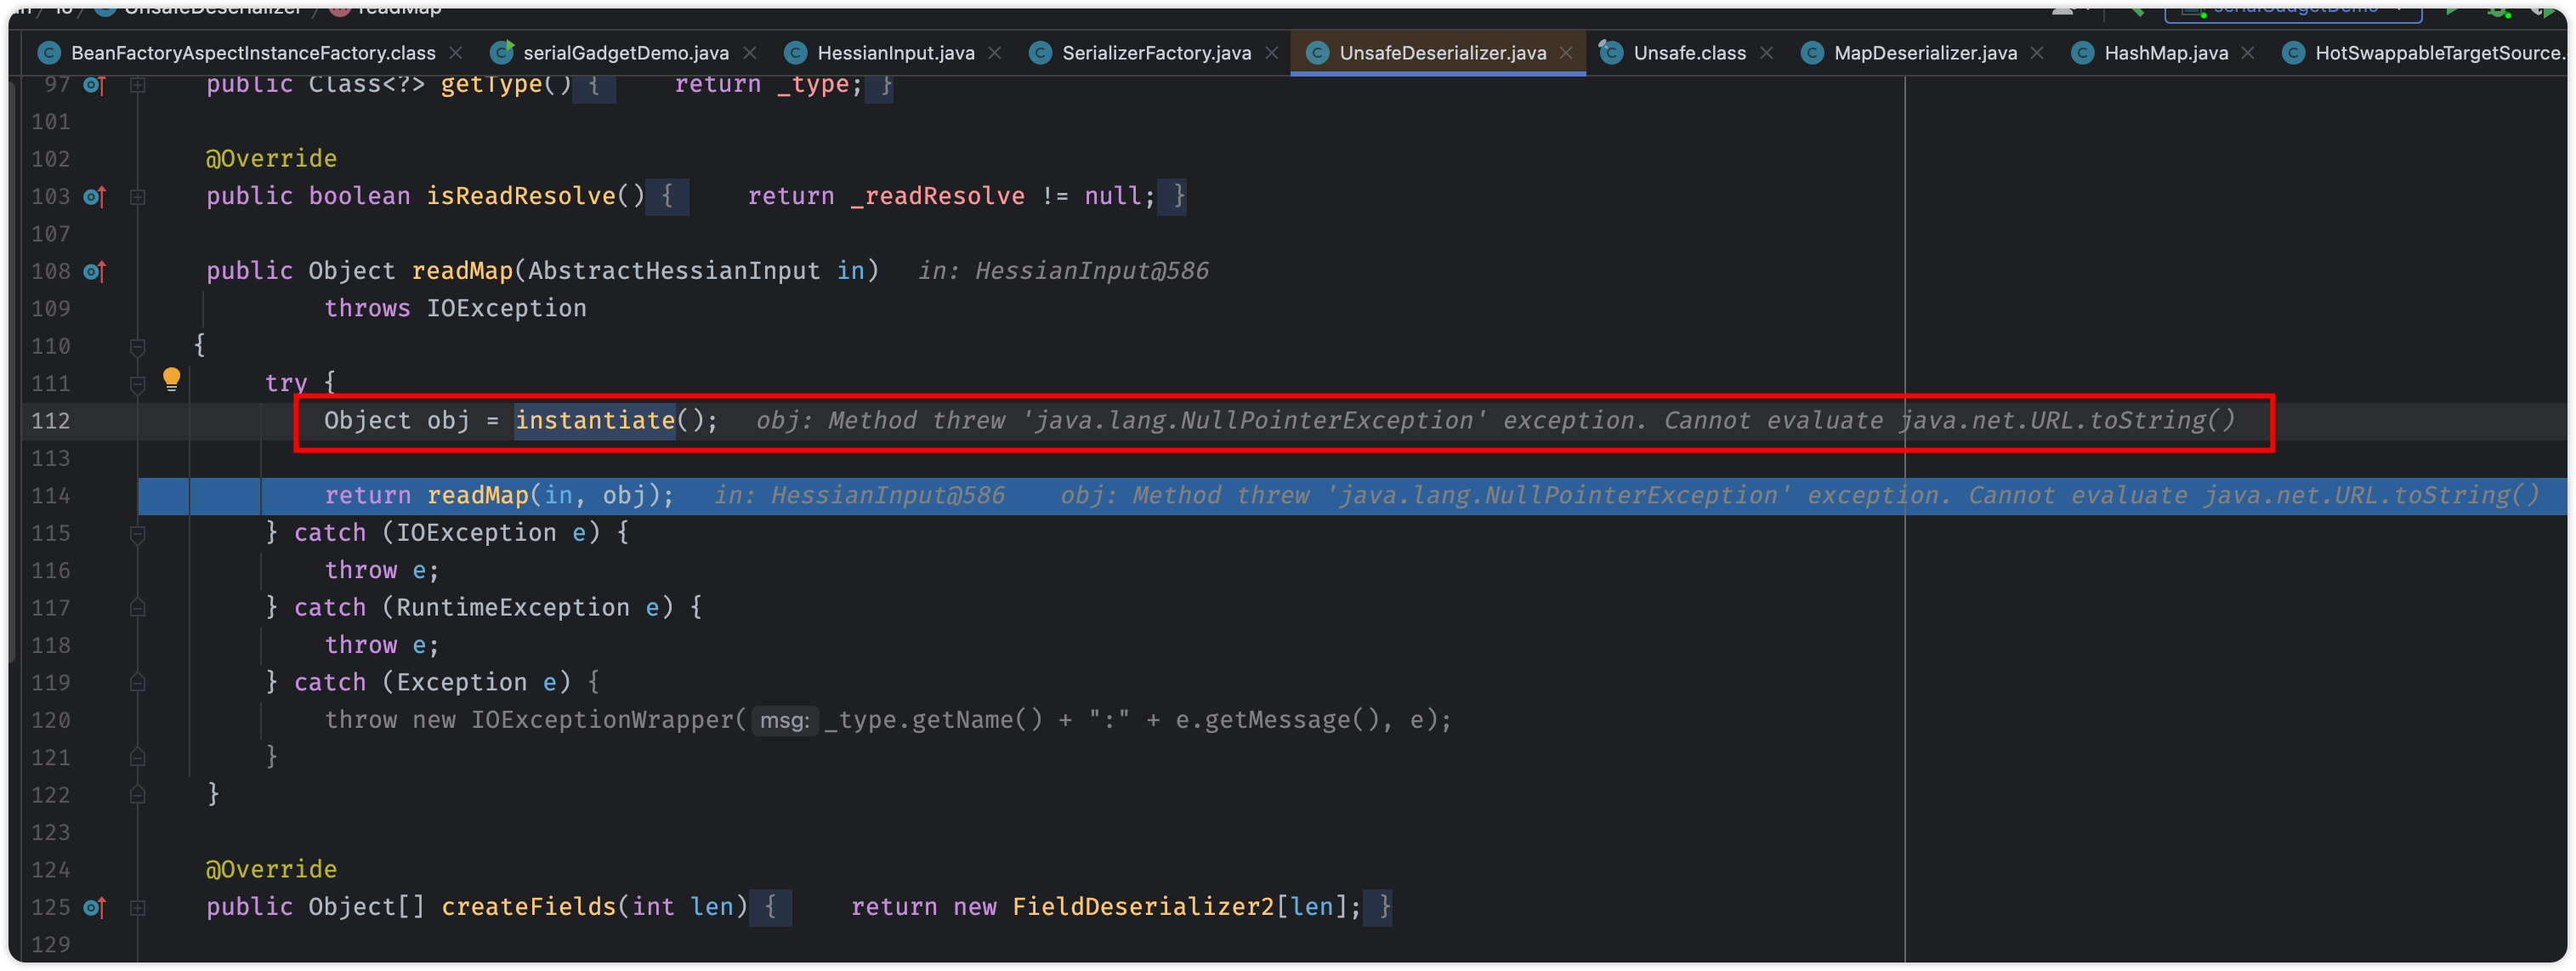 UnsafeDeserializer / readMap serialGadgetDemo
BeanFactoryAspectInstanceFactory.class serialGadgetDemo.java HessianInput.java SerializerFactory.java UnsafeDeserializer.java Unsafe.class MapDeserializer.java HashMap.java HotSwappableTargetSource.
97 public Class<?> getType() { return _type; }
101
102 @Override
103 public boolean isReadResolve() { return _readResolve != null; }
107
108 public Object readMap(AbstractHessianInput in) in: HessianInput@586
109 throws IOException
110 {
111 try {
112 Object obj = instantiate(); obj: Method threw 'java.lang.NullPointerException' exception. Cannot evaluate java.net.URL.toString()
113
114 return readMap(in, obj); in: HessianInput@586 obj: Method threw 'java.lang.NullPointerException' exception. Cannot evaluate java.net.URL.toString()
115 } catch (IOException e) {
116 throw e;
117 } catch (RuntimeException e) {
118 throw e;
119 } catch (Exception e) {
120 throw new IOExceptionWrapper( msg: _type.getName() + ":" + e.getMessage(), e);
121 }
122 }
123
124 @Override
125 public Object[] createFields(int len) { return new FieldDeserializer2[len]; }
129